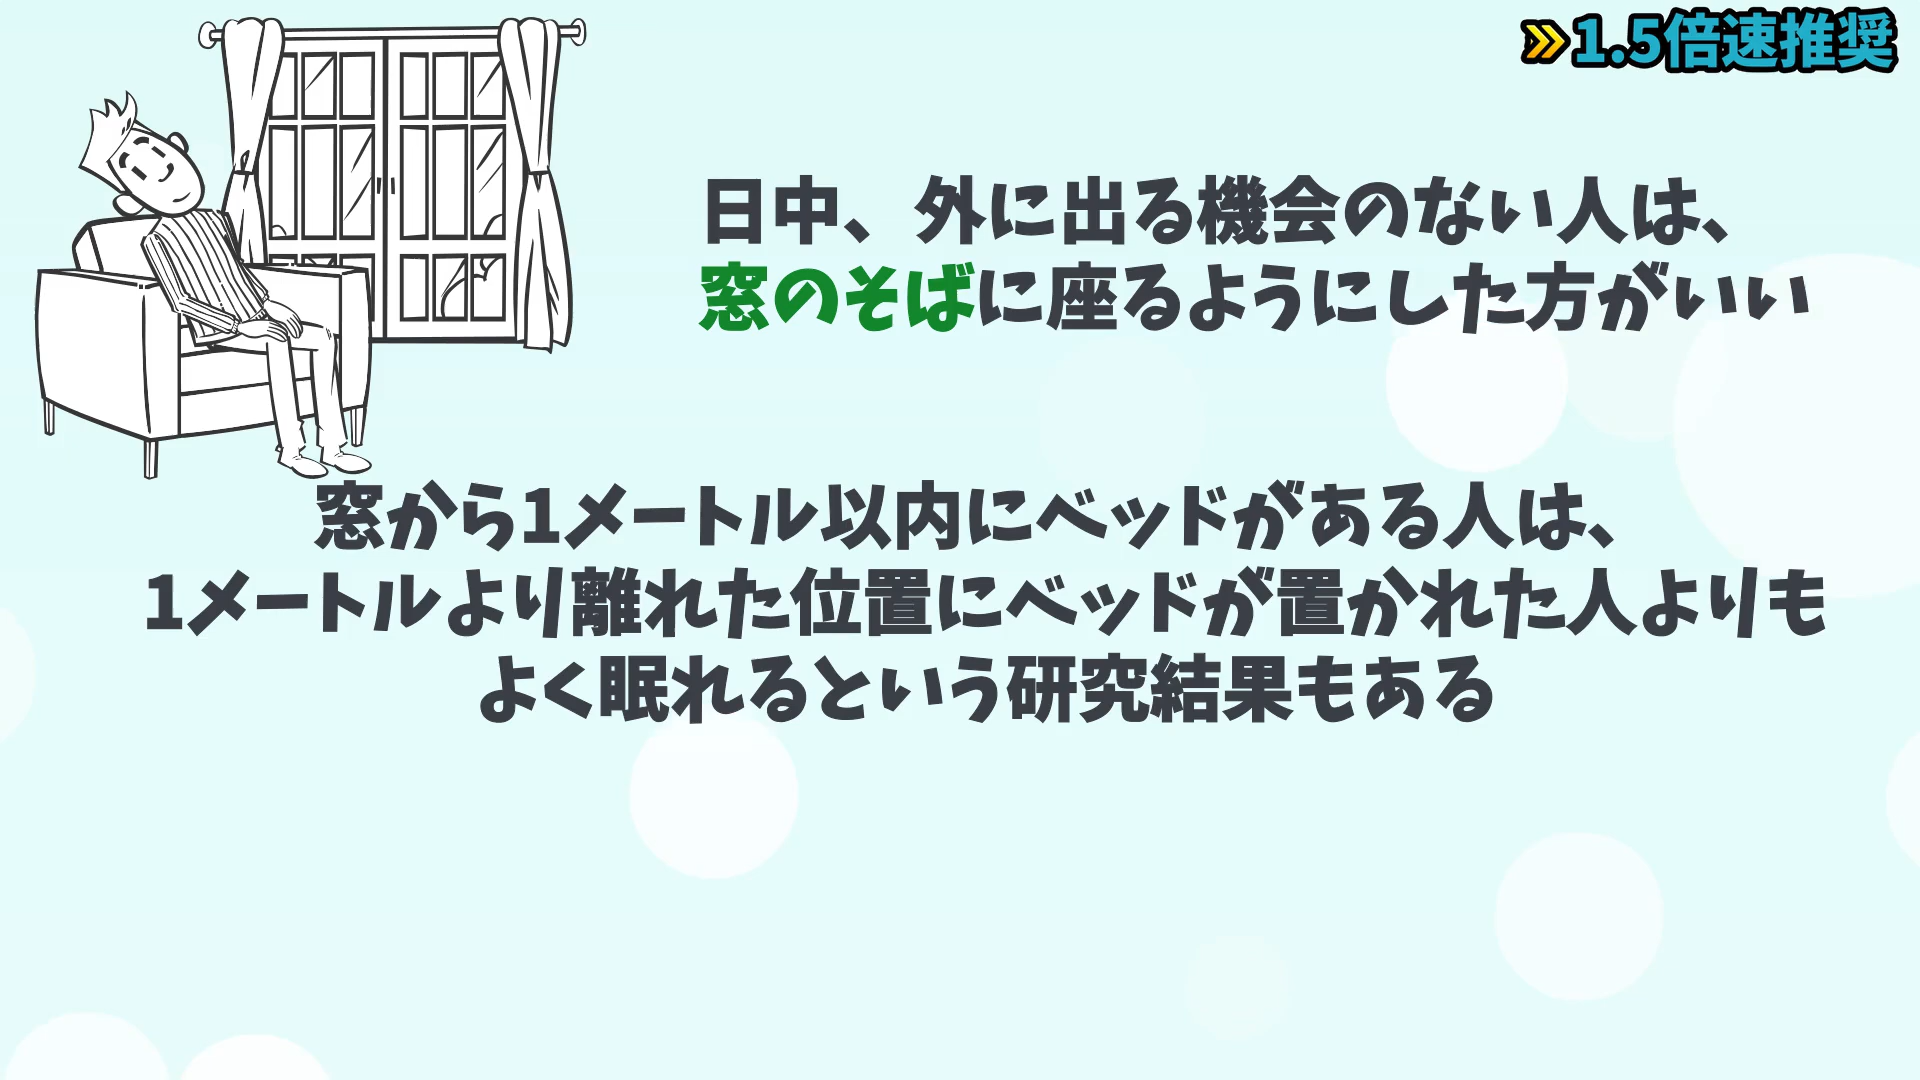 1.5倍速推奨
日中、外に出る機会のない人は、
窓のそばに座るようにした方がいい
窓から1メートル以内にベッドがある人は、
1メートルより離れた位置にベッドが置かれた人よりも
よく眠れるという研究結果もある